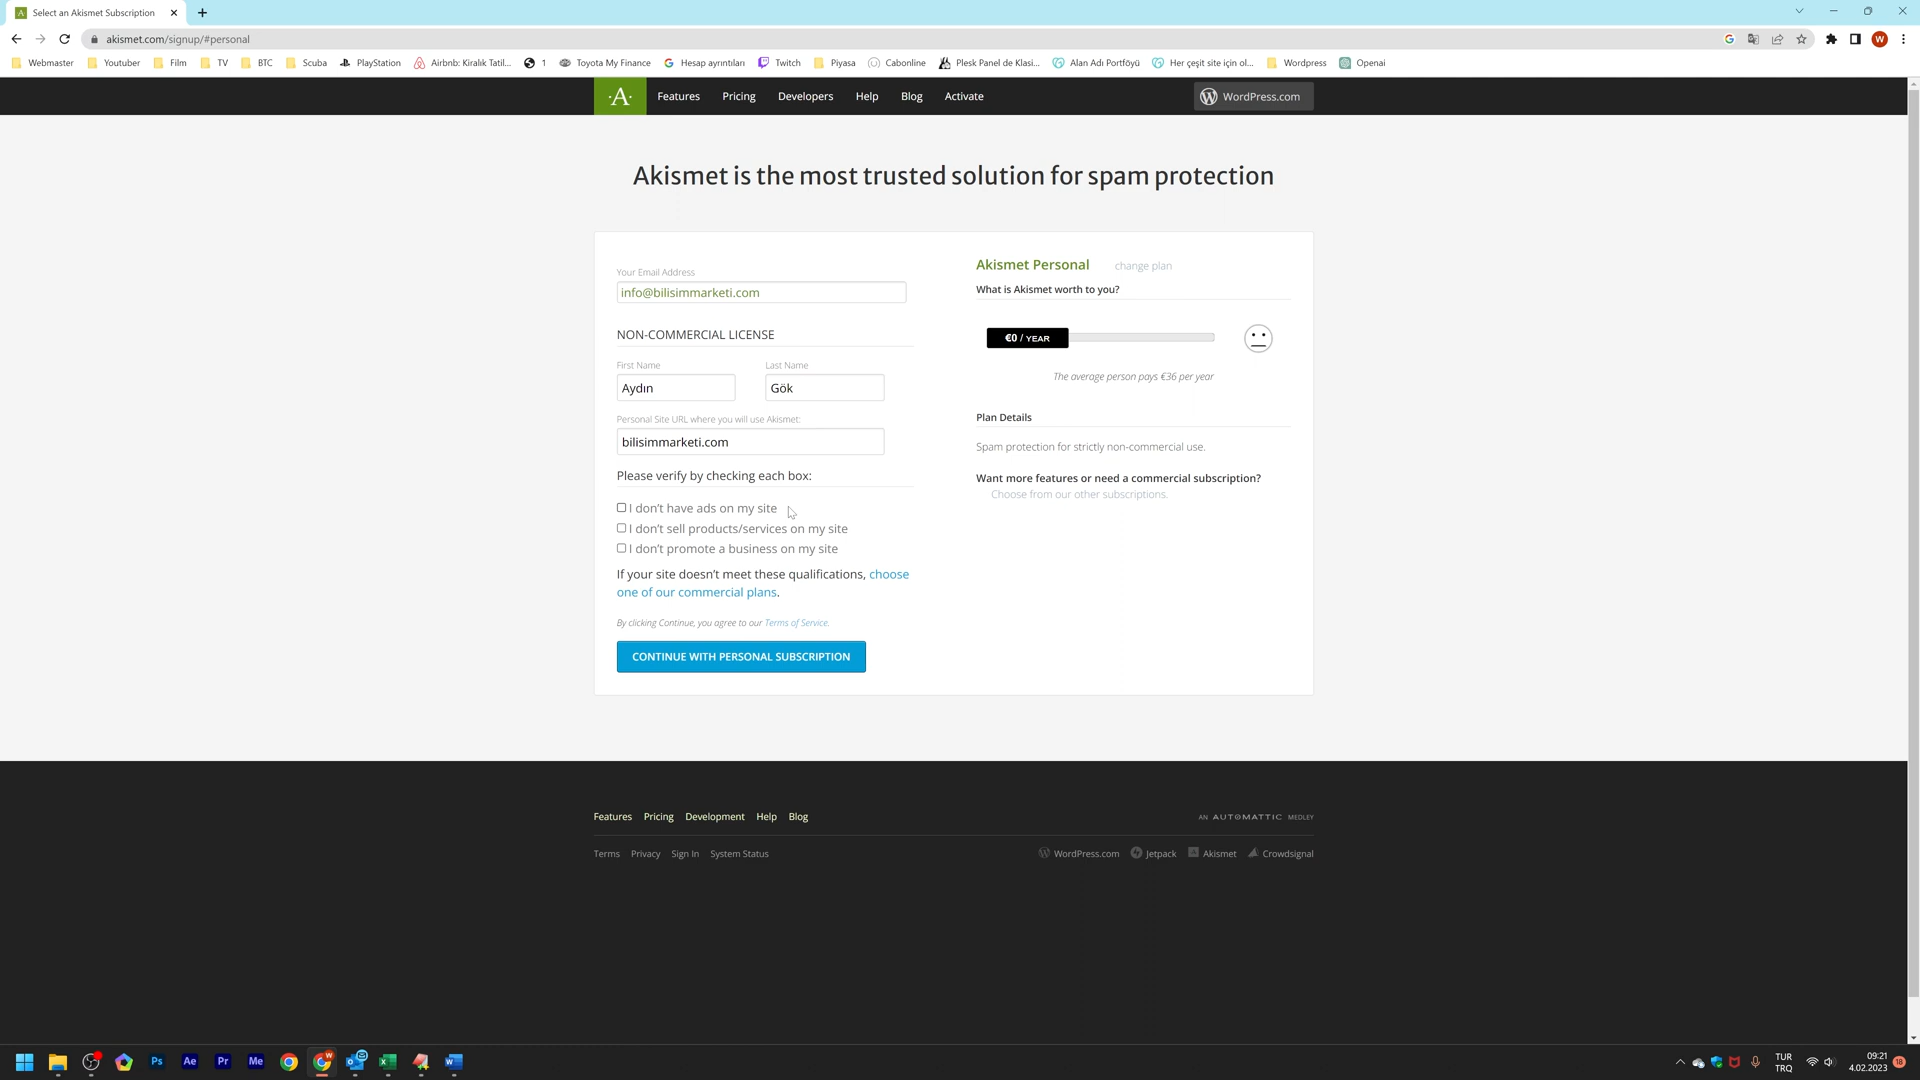 Select an Akismet Subscription
akismet.com/signup/#personal
Webmaster
Youtuber
Film
TV
BTC
Scuba
PlayStation
Airbnb: Kiralık Tatil...
1
Toyota My Finance
Hesap ayrıntıları
Twitch
Piyasa
Cabonline
Plesk Panel de Klasi...
Alan Adı Portföyü
Her çeşit site için ol...
Wordpress
Openai
·A·
Features
Pricing
Developers
Help
Blog
Activate
WordPress.com
Akismet is the most trusted solution for spam protection
Your Email Address
info@bilisimmarketi.com
NON-COMMERCIAL LICENSE
First Name
Last Name
Aydın
Gök
Personal Site URL where you will use Akismet:
bilisimmarketi.com
Please verify by checking each box:
I don't have ads on my site
I don't sell products/services on my site
I don't promote a business on my site
If your site doesn't meet these qualifications, choose
one of our commercial plans.
By clicking Continue, you agree to our Terms of Service.
CONTINUE WITH PERSONAL SUBSCRIPTION
Akismet Personal
change plan
What is Akismet worth to you?
€0 / YEAR
The average person pays €36 per year
Plan Details
Spam protection for strictly non-commercial use.
Want more features or need a commercial subscription?
Choose from our other subscriptions.
Features
Pricing
Development
Help
Blog
AN AUTOMATTIC MEDLEY
Terms
Privacy
Sign In
System Status
WordPress.com
Jetpack
Akismet
Crowdsignal
Ps
Ae
Pr
Me
TUR
TRQ
09:21
4.02.2023
18